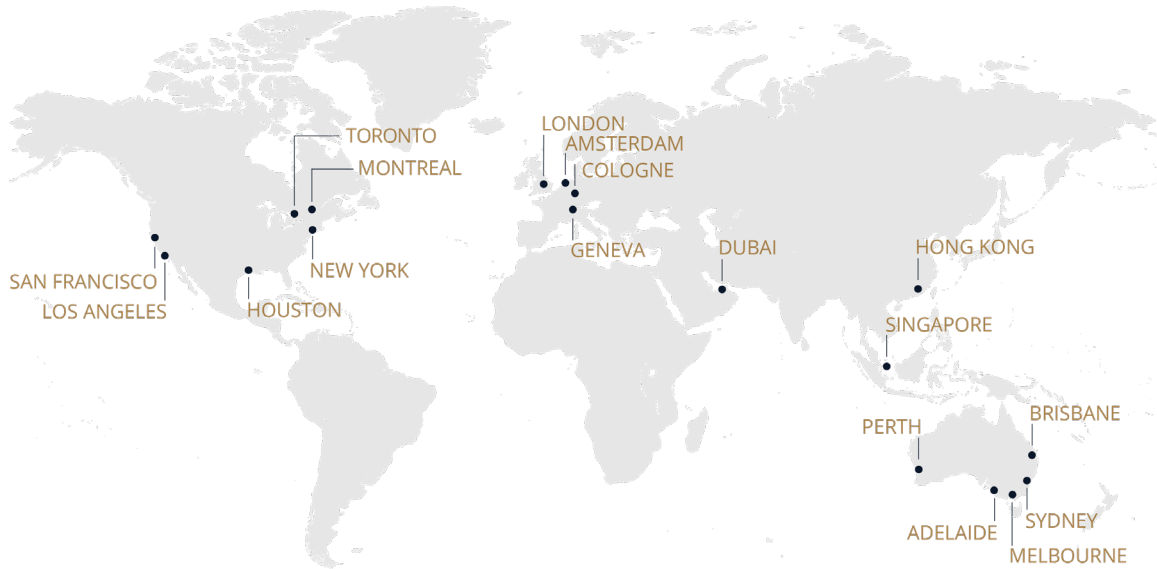 LONDON
TORONTO
AMSTERDAM
MONTREAL
COLOGNE
GENEVA
DUBAI
HONG KONG
NEW YORK
SAN FRANCISCO
LOS ANGELES
HOUSTON
SINGAPORE
BRISBANE
PERTH
SYDNEY
ADELAIDE
MELBOURNE